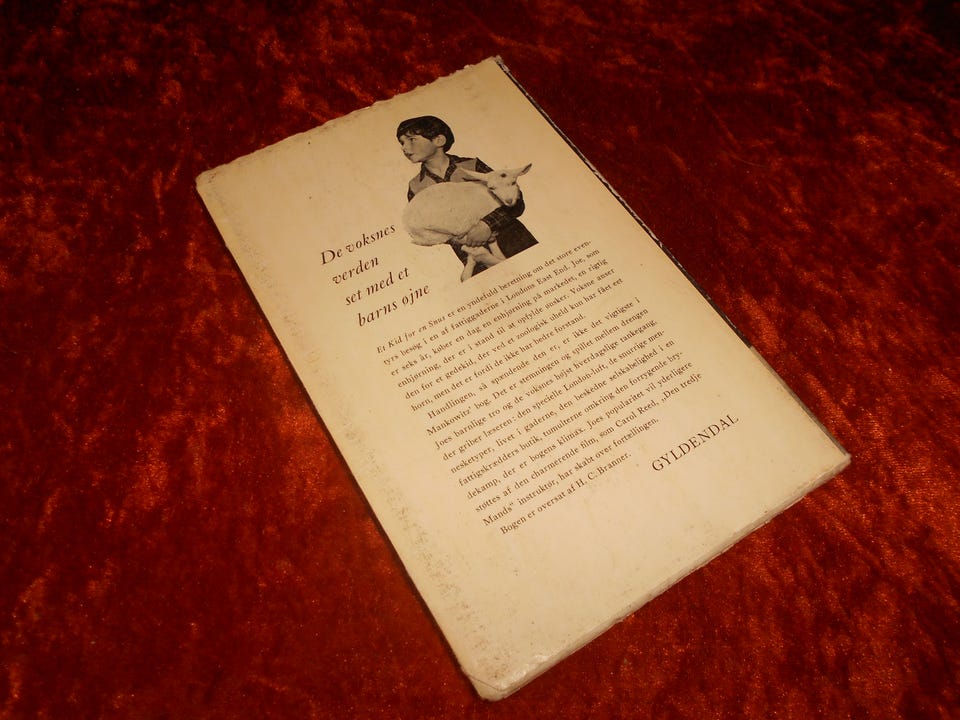 De voksnes
verden
set med et
barns øjne
Et Kid for en Snus er en yndefuld beretning om det store even-
tyrs besøg i en af fattiggaderne i Londons East End. Joe, som
er seks år, køber en dag en enhjørning på markedet, en rigtig
enhjørning, der er i stand til at opfylde ønsker. Voksne anser
den for et gedekid, der ved et zoologisk uheld kun har fået ett
horn, men det er fordi de ikke har bedre forstand.
Handlingen, så spændende den er, er ikke det vigtigste i
Mankowitz' bog. Det er stemningen og spillet mellem drengen
Joes barnlige tro og de voksnes højst hverdagslige tankegang,
der griber læseren: den specielle London-luft, de snurrige men-
nesketyper, livet i gaderne, den beskedne selskabelighed i en
fattigskrædders butik, tumulterne omkring den forrygende bry-
dekamp, der er bogens klimax. Joes popularitet vil yderligere
støttes af den charmerende film, som Carol Reed, „Den tredje
Mands“ instruktør, har skabt over fortællingen.
Bogen er oversat af H. C. Branner.
GYLDENDAL